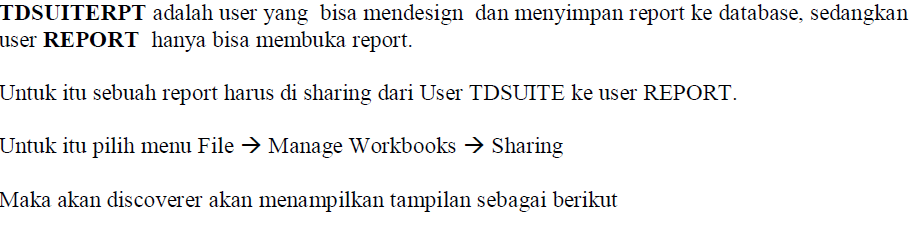 TDSUITERPT adalah user yang bisa mendesign dan menyimpan report ke database, sedangkan
user REPORT hanya bisa membuka report.
Untuk itu sebuah report harus di sharing dari User TDSUITE ke user REPORT.
Untuk itu pilih menu File → Manage Workbooks → Sharing
Maka akan discoverer akan menampilkan tampilan sebagai berikut